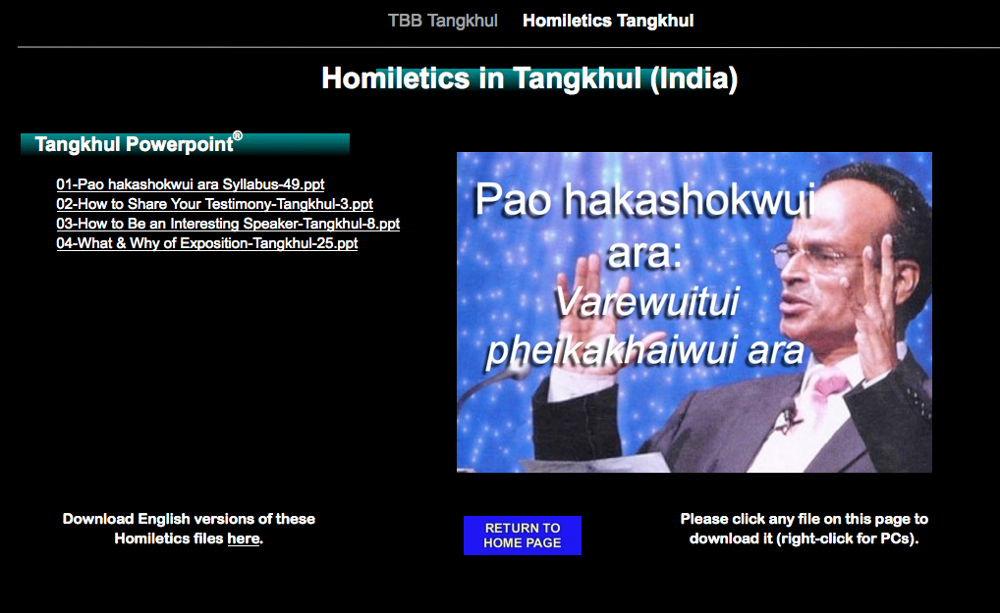 TBB Tangkhul Homiletics Tangkhul
Homiletics in Tangkhul (India)
Tangkhul Powerpoint®
01-Pao hakashokwui ara Syllabus-49.ppt
02-How to Share Your Testimony-Tangkhul-3.ppt
03-How to Be an Interesting Speaker-Tangkhul-8.ppt
04-What & Why of Exposition-Tangkhul-25.ppt
Pao hakashokwui
ara:
Varewuitui
pheikakhaiwui ara
Download English versions of these
Homiletics files here.
RETURN TO
HOME PAGE
Please click any file on this page to
download it (right-click for PCs).